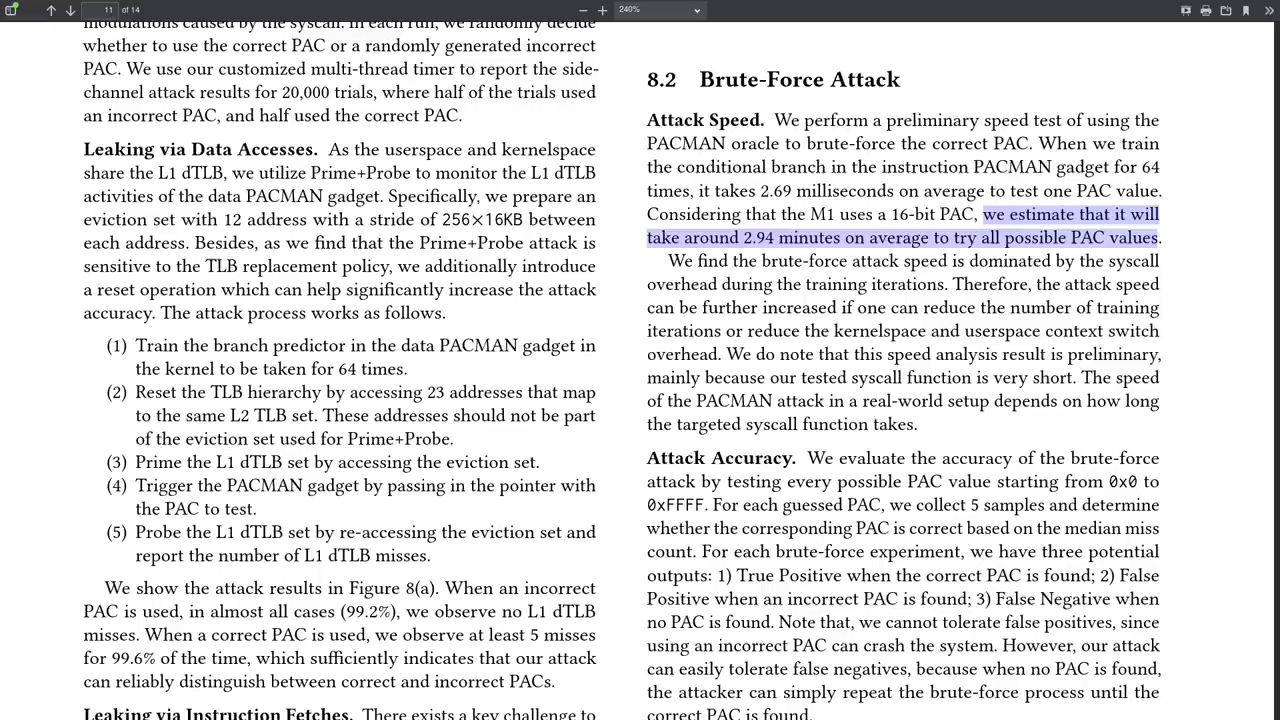 11 of 14
240%
modulations caused by the syscall. In each run, we randomly decide
whether to use the correct PAC or a randomly generated incorrect
PAC. We use our customized multi-thread timer to report the side-
channel attack results for 20,000 trials, where half of the trials used
an incorrect PAC, and half used the correct PAC.
Leaking via Data Accesses. As the userspace and kernelspace
share the L1 dTLB, we utilize Prime+Probe to monitor the L1 dTLB
activities of the data PACMAN gadget. Specifically, we prepare an
eviction set with 12 address with a stride of 256×16KB between
each address. Besides, as we find that the Prime+Probe attack is
sensitive to the TLB replacement policy, we additionally introduce
a reset operation which can help significantly increase the attack
accuracy. The attack process works as follows.
(1) Train the branch predictor in the data PACMAN gadget in
the kernel to be taken for 64 times.
(2) Reset the TLB hierarchy by accessing 23 addresses that map
to the same L2 TLB set. These addresses should not be part
of the eviction set used for Prime+Probe.
(3) Prime the L1 dTLB set by accessing the eviction set.
(4) Trigger the PACMAN gadget by passing in the pointer with
the PAC to test.
(5) Probe the L1 dTLB set by re-accessing the eviction set and
report the number of L1 dTLB misses.
We show the attack results in Figure 8(a). When an incorrect
PAC is used, in almost all cases (99.2%), we observe no L1 dTLB
misses. When a correct PAC is used, we observe at least 5 misses
for 99.6% of the time, which sufficiently indicates that our attack
can reliably distinguish between correct and incorrect PACs.
Leaking via Instruction Fetches. There exists a key challenge to
8.2 Brute-Force Attack
Attack Speed. We perform a preliminary speed test of using the
PACMAN oracle to brute-force the correct PAC. When we train
the conditional branch in the instruction PACMAN gadget for 64
times, it takes 2.69 milliseconds on average to test one PAC value.
Considering that the M1 uses a 16-bit PAC, we estimate that it will
take around 2.94 minutes on average to try all possible PAC values.
We find the brute-force attack speed is dominated by the syscall
overhead during the training iterations. Therefore, the attack speed
can be further increased if one can reduce the number of training
iterations or reduce the kernelspace and userspace context switch
overhead. We do note that this speed analysis result is preliminary,
mainly because our tested syscall function is very short. The speed
of the PACMAN attack in a real-world setup depends on how long
the targeted syscall function takes.
Attack Accuracy. We evaluate the accuracy of the brute-force
attack by testing every possible PAC value starting from 0x0 to
0xFFFF. For each guessed PAC, we collect 5 samples and determine
whether the corresponding PAC is correct based on the median miss
count. For each brute-force experiment, we have three potential
outputs: 1) True Positive when the correct PAC is found; 2) False
Positive when an incorrect PAC is found; 3) False Negative when
no PAC is found. Note that, we cannot tolerate false positives, since
using an incorrect PAC can crash the system. However, our attack
can easily tolerate false negatives, because when no PAC is found,
the attacker can simply repeat the brute-force process until the
correct PAC is found.